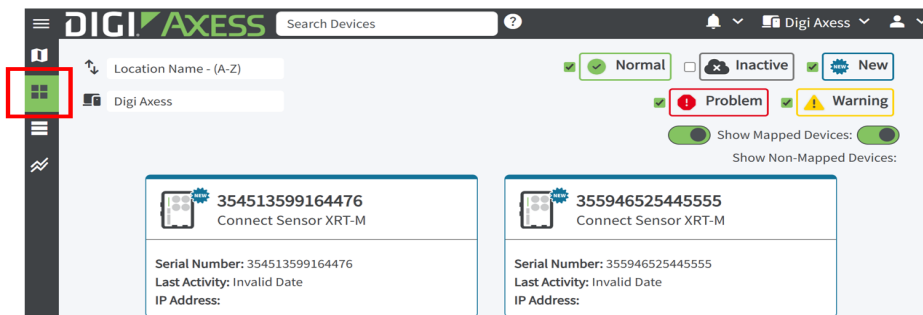 DIGI. AXESS
Search Devices
?
Digi Axess
Location Name - (A-Z)
Normal
Inactive
NEW
New
Digi Axess
Problem
Warning
Show Mapped Devices:
Show Non-Mapped Devices:
NEW
354513599164476
Connect Sensor XRT-M
Serial Number: 354513599164476
Last Activity: Invalid Date
IP Address:
NEW
355946525445555
Connect Sensor XRT-M
Serial Number: 355946525445555
Last Activity: Invalid Date
IP Address: